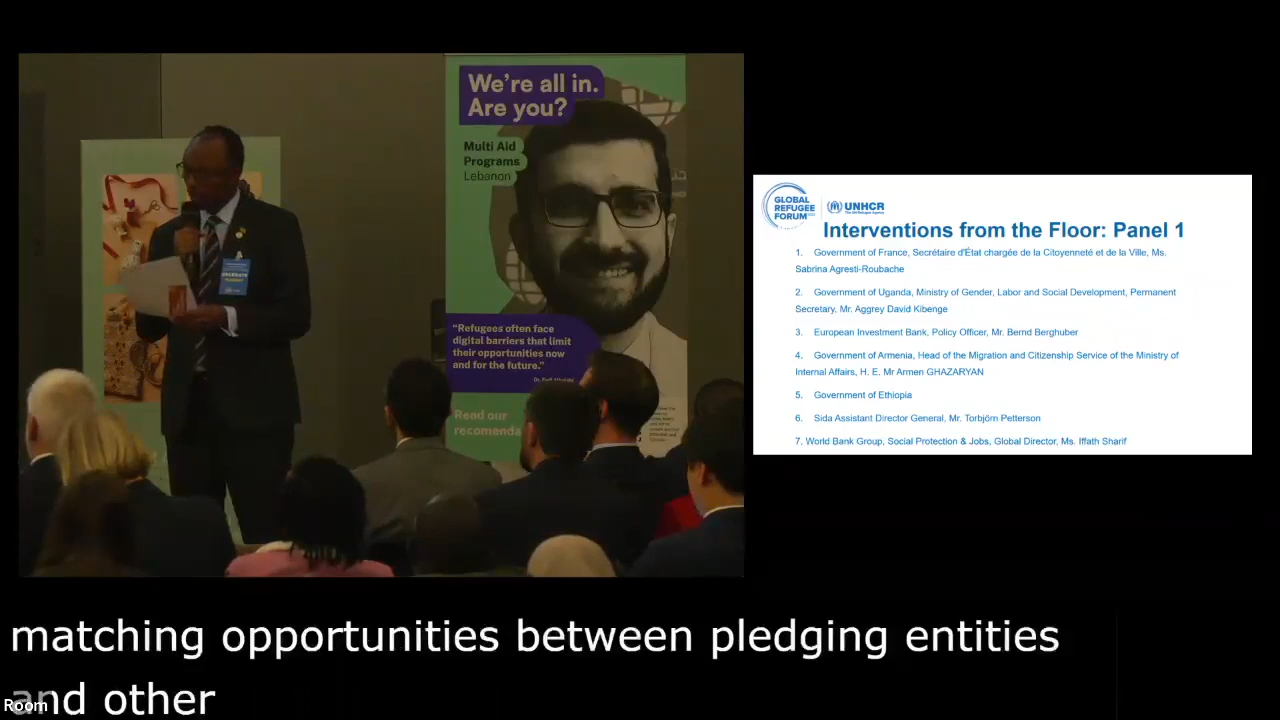 We're all in.
Are you?
Multi Aid
Programs
Lebanon
"Refugees often face
digital barriers that limit
their opportunities now
and for the future."
Read our
recomenda
DELEGATE
GLOBAL
REFUGEE
FORUM
UNHCR
The UN Refugee Agency
Interventions from the Floor: Panel 1
1. Government of France, Secrétaire d'État chargée de la Citoyenneté et de la Ville, Ms.
Sabrina Agresti-Roubache
2. Government of Uganda, Ministry of Gender, Labor and Social Development, Permanent
Secretary, Mr. Aggrey David Kibenge
3. European Investment Bank, Policy Officer, Mr. Bernd Berghuber
4. Government of Armenia, Head of the Migration and Citizenship Service of the Ministry of
Internal Affairs, H. E. Mr Armen GHAZARYAN
5. Government of Ethiopia
6. Sida Assistant Director General, Mr. Torbjörn Petterson
7. World Bank Group, Social Protection & Jobs, Global Director, Ms. Iffath Sharif
matching opportunities between pledging entities
and other
Room